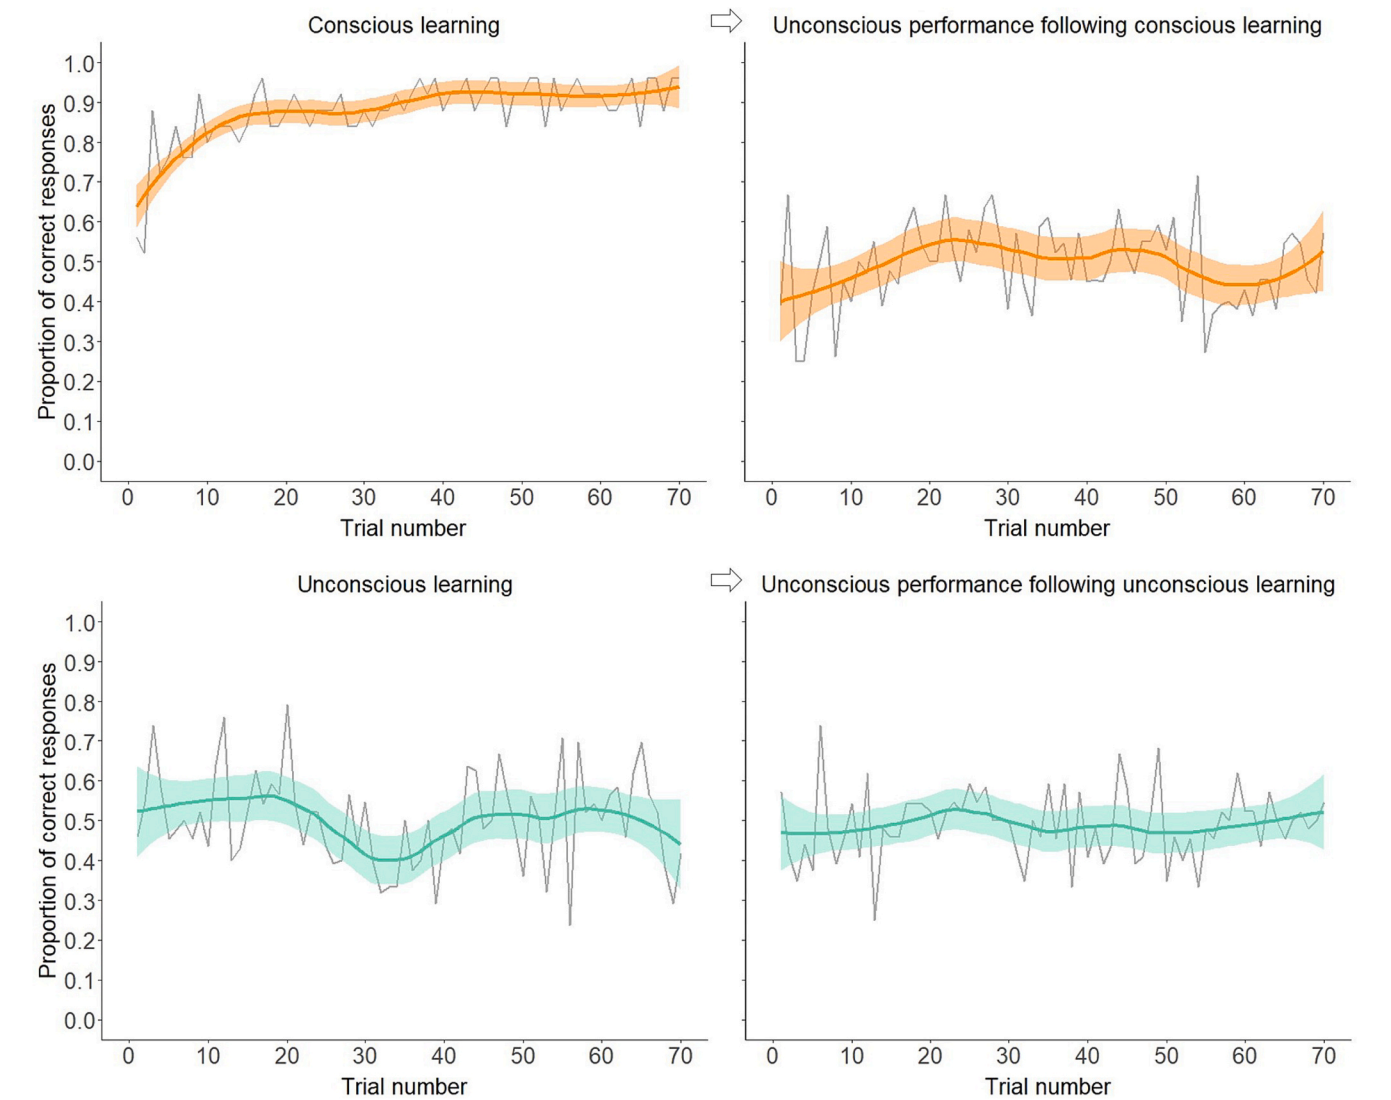 Conscious learning
Unconscious performance following conscious learning
Proportion of correct responses
1.0
0.9
0.8
0.7
0.6
0.5
0.4
0.3
0.2
0.1
0.0
0 10 20 30 40 50 60 70
Trial number
0 10 20 30 40 50 60 70
Trial number
Unconscious learning
Unconscious performance following unconscious learning
Proportion of correct responses
1.0
0.9
0.8
0.7
0.6
0.5
0.4
0.3
0.2
0.1
0.0
0 10 20 30 40 50 60 70
Trial number
0 10 20 30 40 50 60 70
Trial number